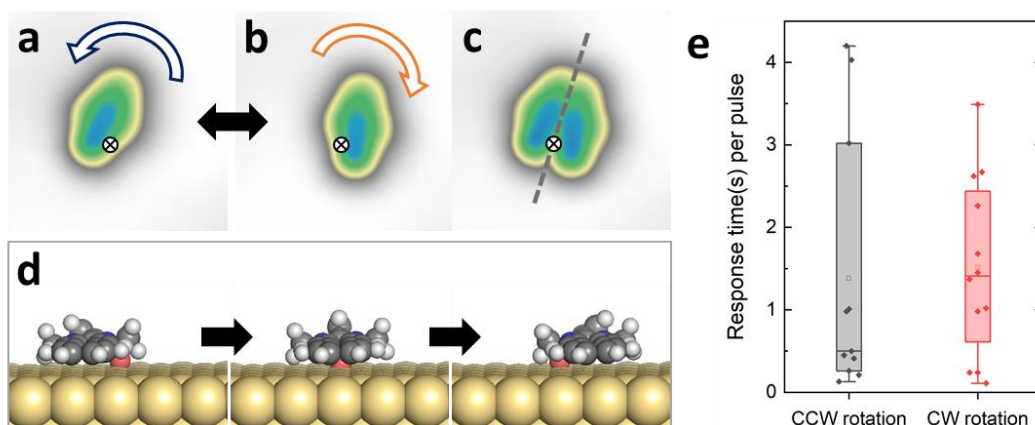 a
b
c
d
e
Response time(s) per pulse
4
3
2
1
0
CCW rotation
CW rotation